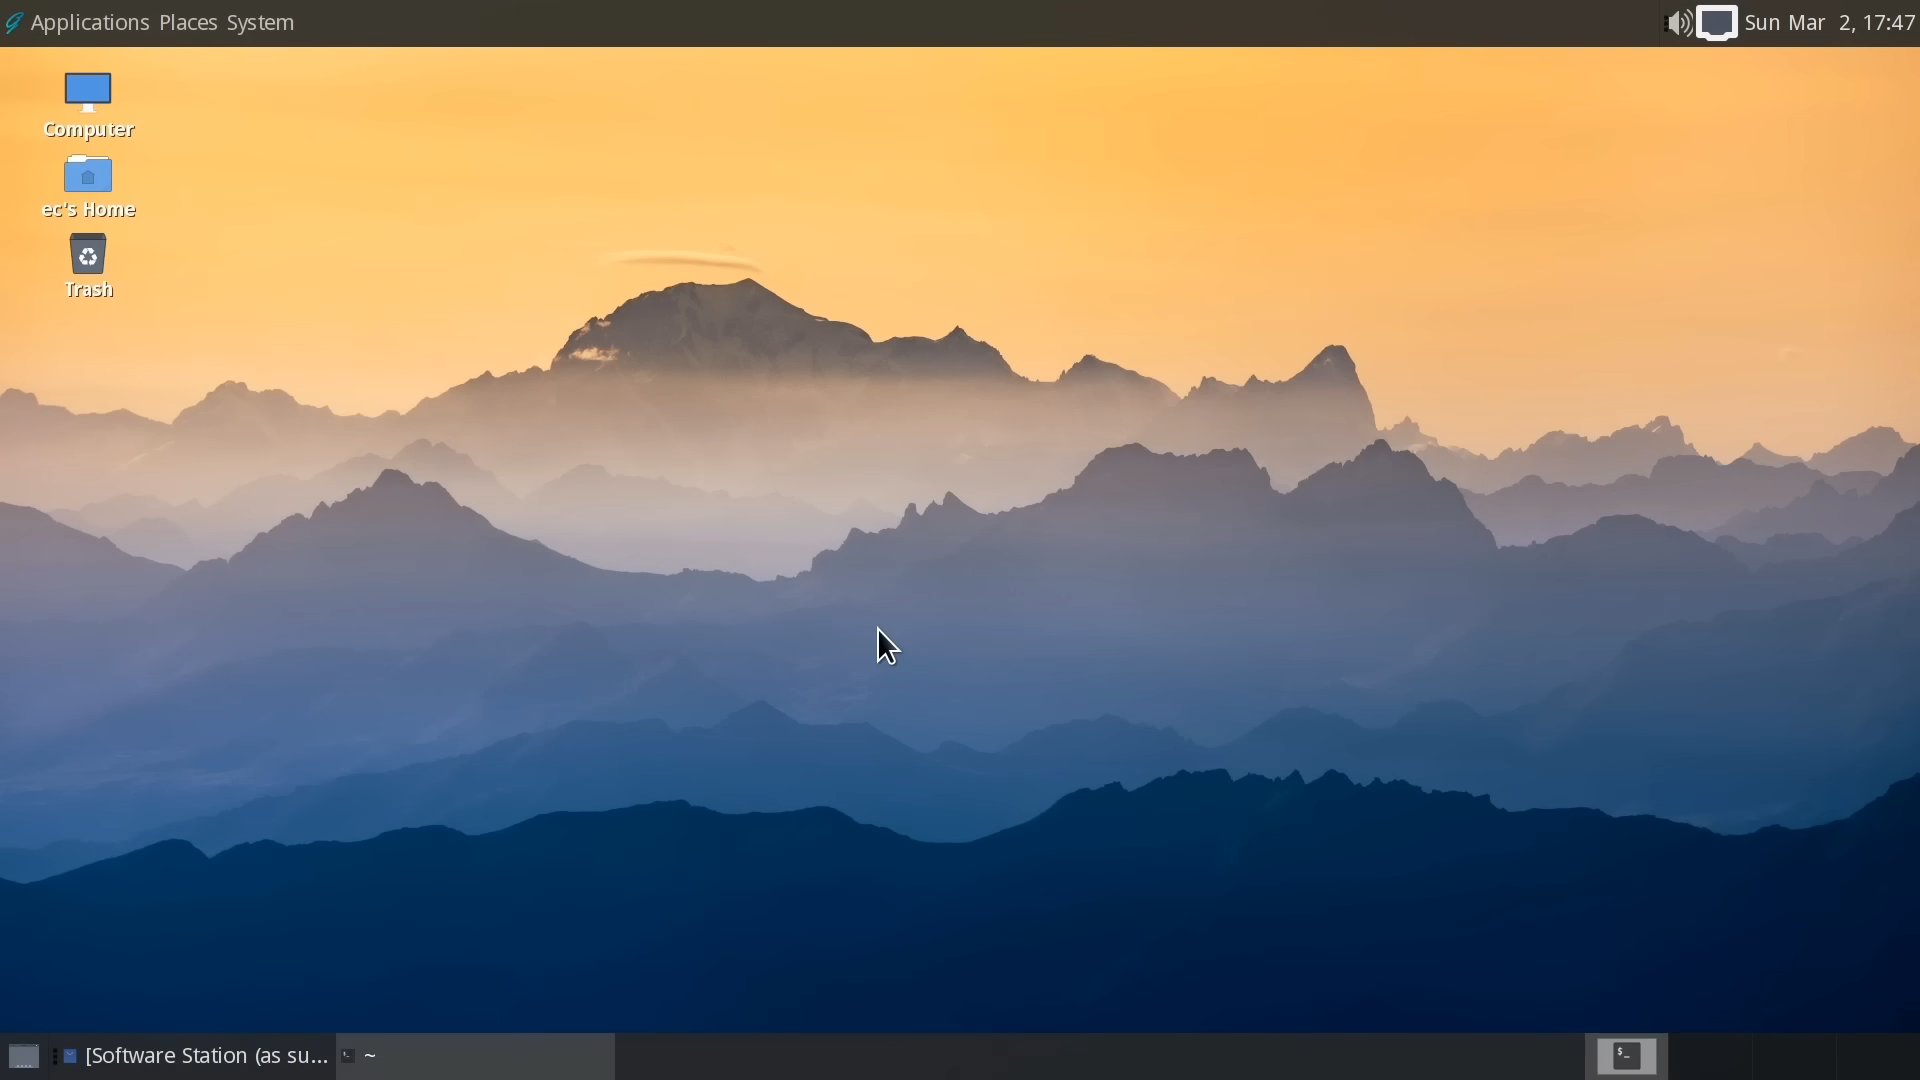 Applications Places System
Sun Mar 2, 17:47
Computer
ec's Home
Trash
[Software Station (as su...
~
$-